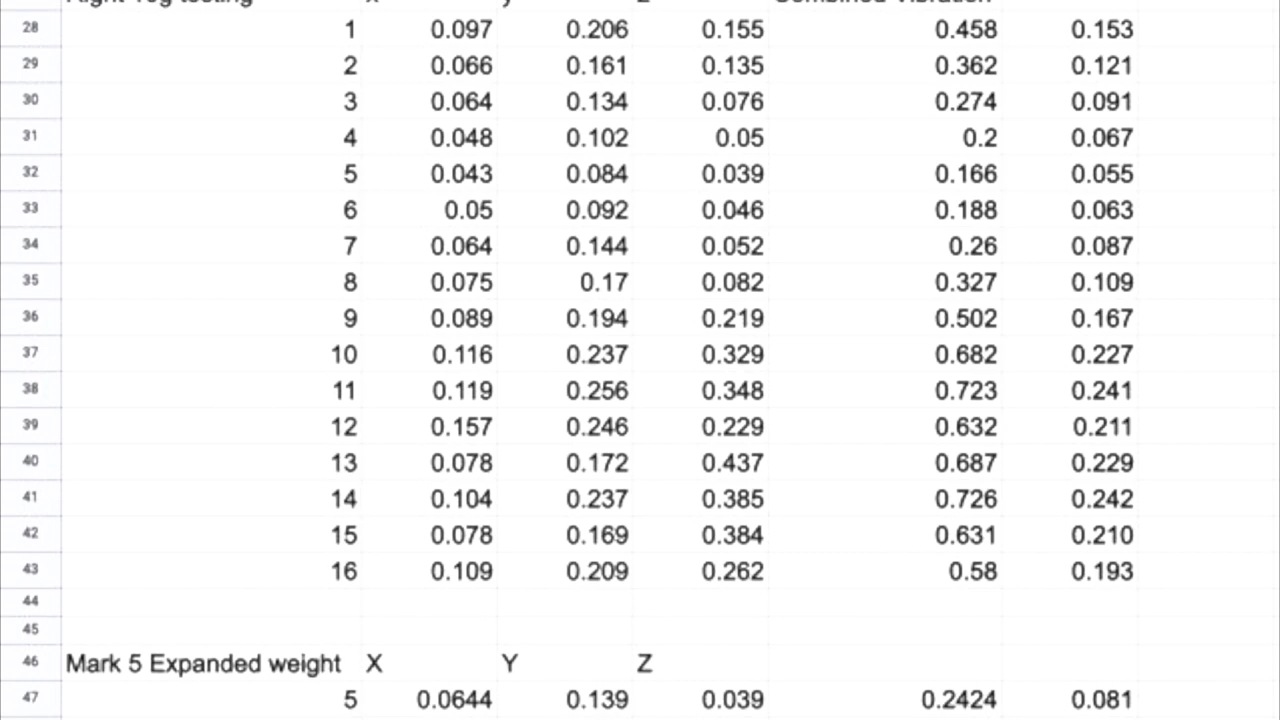 28 1 0.097 0.206 0.155 0.458 0.153
29 2 0.066 0.161 0.135 0.362 0.121
30 3 0.064 0.134 0.076 0.274 0.091
31 4 0.048 0.102 0.05 0.2 0.067
32 5 0.043 0.084 0.039 0.166 0.055
33 6 0.05 0.092 0.046 0.188 0.063
34 7 0.064 0.144 0.052 0.26 0.087
35 8 0.075 0.17 0.082 0.327 0.109
36 9 0.089 0.194 0.219 0.502 0.167
37 10 0.116 0.237 0.329 0.682 0.227
38 11 0.119 0.256 0.348 0.723 0.241
39 12 0.157 0.246 0.229 0.632 0.211
40 13 0.078 0.172 0.437 0.687 0.229
41 14 0.104 0.237 0.385 0.726 0.242
42 15 0.078 0.169 0.384 0.631 0.210
43 16 0.109 0.209 0.262 0.58 0.193
44
45
46 Mark 5 Expanded weight X Y Z
47 5 0.0644 0.139 0.039 0.2424 0.081